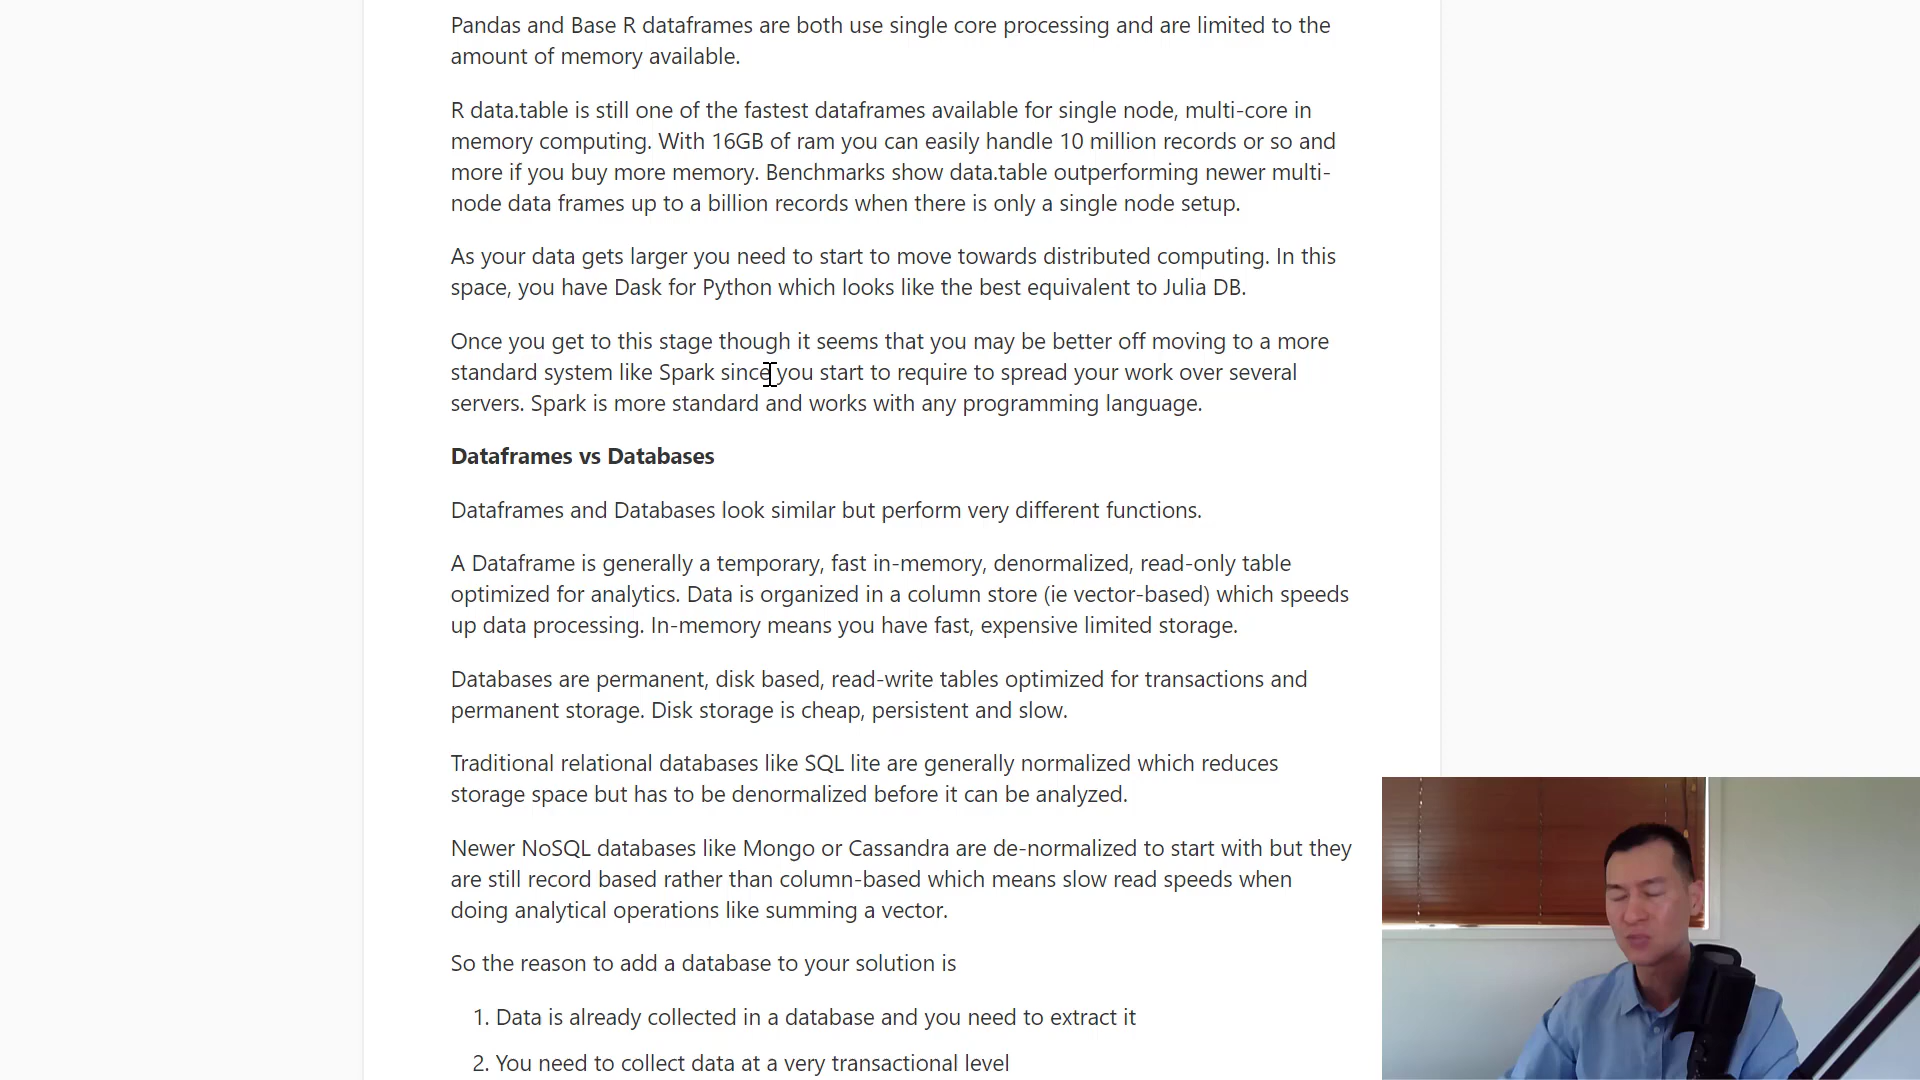 Pandas and Base R dataframes are both use single core processing and are limited to the
amount of memory available.
R data.table is still one of the fastest dataframes available for single node, multi-core in
memory computing. With 16GB of ram you can easily handle 10 million records or so and
more if you buy more memory. Benchmarks show data.table outperforming newer multi-
node data frames up to a billion records when there is only a single node setup.
As your data gets larger you need to start to move towards distributed computing. In this
space, you have Dask for Python which looks like the best equivalent to Julia DB.
Once you get to this stage though it seems that you may be better off moving to a more
standard system like Spark since you start to require to spread your work over several
servers. Spark is more standard and works with any programming language.
Dataframes vs Databases
Dataframes and Databases look similar but perform very different functions.
A Dataframe is generally a temporary, fast in-memory, denormalized, read-only table
optimized for analytics. Data is organized in a column store (ie vector-based) which speeds
up data processing. In-memory means you have fast, expensive limited storage.
Databases are permanent, disk based, read-write tables optimized for transactions and
permanent storage. Disk storage is cheap, persistent and slow.
Traditional relational databases like SQL lite are generally normalized which reduces
storage space but has to be denormalized before it can be analyzed.
Newer NoSQL databases like Mongo or Cassandra are de-normalized to start with but they
are still record based rather than column-based which means slow read speeds when
doing analytical operations like summing a vector.
So the reason to add a database to your solution is
1. Data is already collected in a database and you need to extract it
2. You need to collect data at a very transactional level